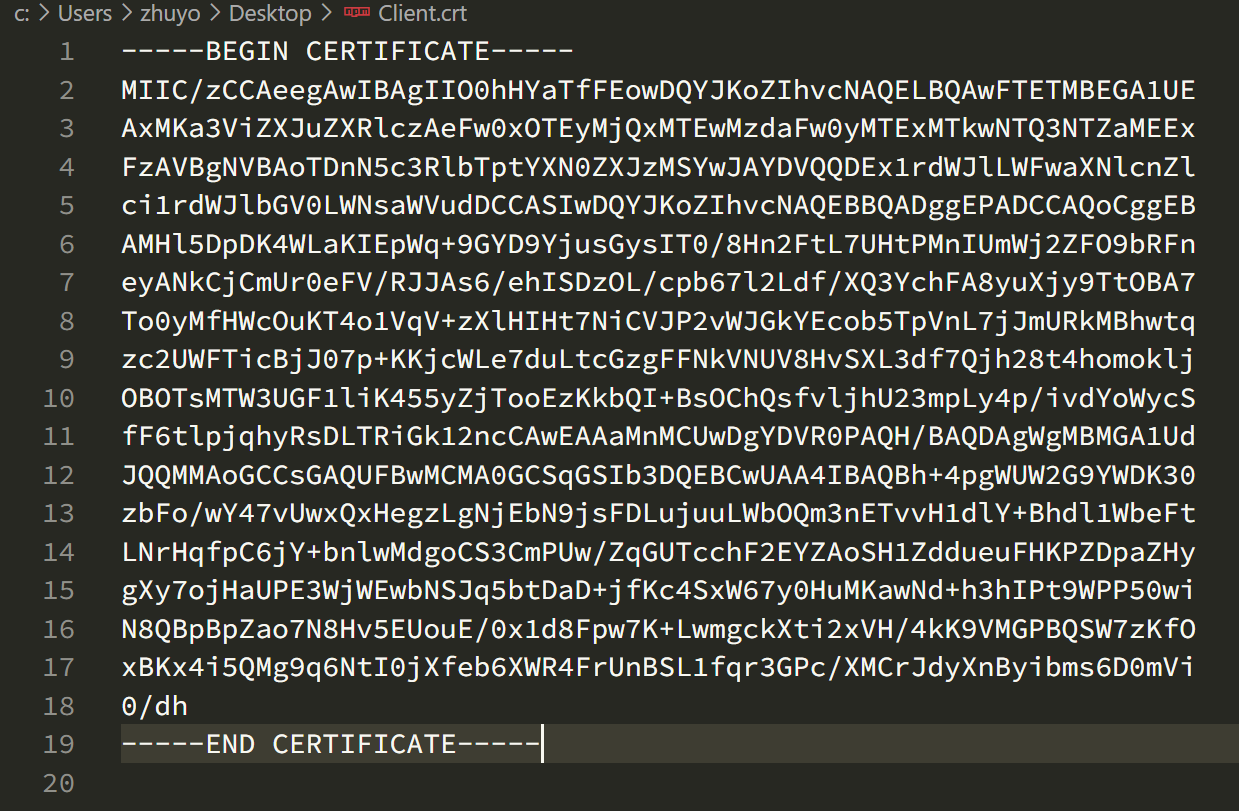 c: > Users > zhuyo > Desktop > npm Client.crt
1 -----BEGIN CERTIFICATE-----
2 MIIC/zCCAeegAwIBAgIIO0hHYaTfFEowDQYJKoZIhvcNAQELBQAwFTETMBEGA1UE
3 AxMKa3ViZXJuZXRlczAeFw0xOTEyMjQxMTEwMzdaFw0yMTExMTkwNTQ3NTZaMEEx
4 FzAVBgNVBAoTDnN5c3RlbTptYXN0ZXJzMSYwJAYDVQQDEx1rdWJlLWFwaXNlcnZl
5 ci1rdWJlbGV0LWNsaWVudDCCASIwDQYJKoZIhvcNAQEBBQADggEPADCCAQoCggEB
6 AMHl5DpDK4WLaKIEpWq+9GYD9YjusGysIT0/8Hn2FtL7UHtPMnIUmWj2ZFO9bRFn
7 eyANkCjCmUr0eFV/RJJAs6/ehISDzOL/cpb67l2Ldf/XQ3YchFA8yuXjy9TtOBA7
8 To0yMfHWcOuKT4o1VqV+zXlHIHt7NiCVJP2vWJGkYEcob5TpVnL7jJmURkMBhwtq
9 zc2UWFTicBjJ07p+KKjcWLe7duLtcGzgFFNkVNUV8HvSXL3df7Qjh28t4homoklj
10 OBOTsMTW3UGF1liK455yZjTooEzKkbQI+BsOChQsfvljhU23mpLy4p/ivdYoWycS
11 fF6tlpjqhyRsDLTRiGk12ncCAwEAAaMnMCUwDgYDVR0PAQH/BAQDAgWgMBMGA1Ud
12 JQQMMAoGCCsGAQUFBwMCMA0GCSqGSIb3DQEBCwUAA4IBAQBh+4pgWUW2G9YWDK30
13 zbFo/wY47vUwxQxHegzLgNjEbN9jsFDLujuuLWbOQm3nETvvH1dlY+Bhdl1WbeFt
14 LNrHqfpC6jY+bnlwMdgoCS3CmPUw/ZqGUTcchF2EYZAoSH1ZddueuFHKPZDpaZHy
15 gXy7ojHaUPE3WjWEwbNSJq5btDaD+jfKc4SxW67y0HuMKawNd+h3hIPt9WPP50wi
16 N8QBpBpZao7N8Hv5EUouE/0x1d8Fpw7K+LwmgckXti2xVH/4kK9VMGPBQSW7zKfO
17 xBKx4i5QMg9q6NtI0jXfeb6XWR4FrUnBSL1fqr3GPc/XMCrJdyXnByibms6D0mVi
18 0/dh
19 -----END CERTIFICATE-----
20